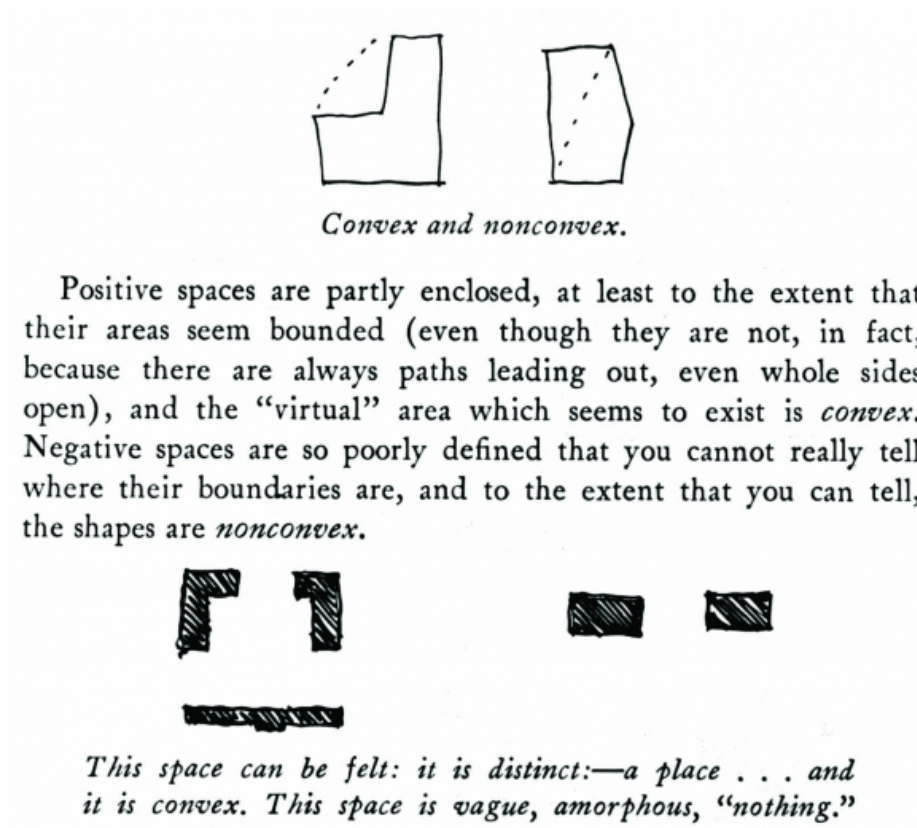 Convex and nonconvex.
Positive spaces are partly enclosed, at least to the extent that
their areas seem bounded (even though they are not, in fact,
because there are always paths leading out, even whole sides
open), and the “virtual” area which seems to exist is convex.
Negative spaces are so poorly defined that you cannot really tell
where their boundaries are, and to the extent that you can tell,
the shapes are nonconvex.
This space can be felt: it is distinct:—a place . . . and
it is convex. This space is vague, amorphous, “nothing.”